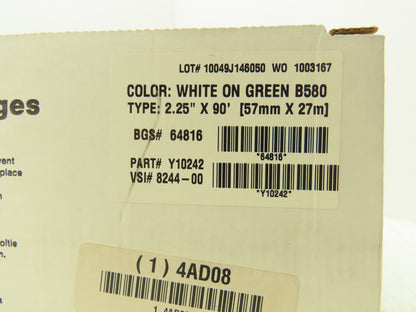 LOT# 10049J146050 WO 1003167
COLOR: WHITE ON GREEN B580
TYPE: 2.25" X 90' [57mm X 27m]
BGS# 64816
*64816*
PART# Y10242
VSI# 8244-00
*Y10242*
(1) 4AD08
ges
place